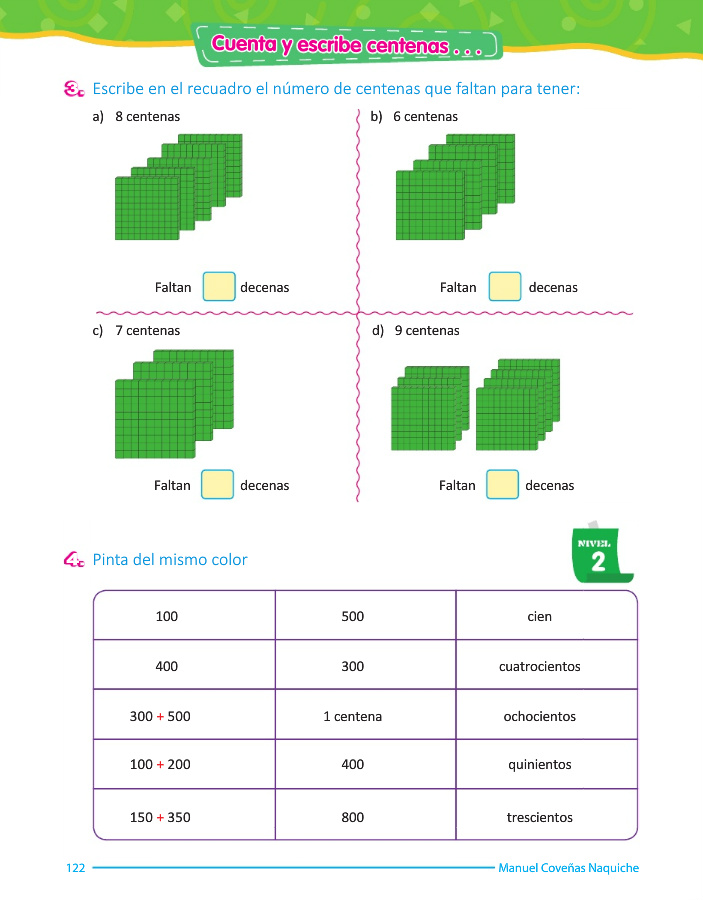 Cuenta y escribe centenas . . .
3. Escribe en el recuadro el número de centenas que faltan para tener:
a) 8 centenas
b) 6 centenas
Faltan decenas
Faltan decenas
c) 7 centenas
d) 9 centenas
Faltan decenas
Faltan decenas
4. Pinta del mismo color
NIVEL
2
100 500 cien
400 300 cuatrocientos
300 + 500 1 centena ochocientos
100 + 200 400 quinientos
150 + 350 800 trescientos
122 Manuel Coveñas Naquiche